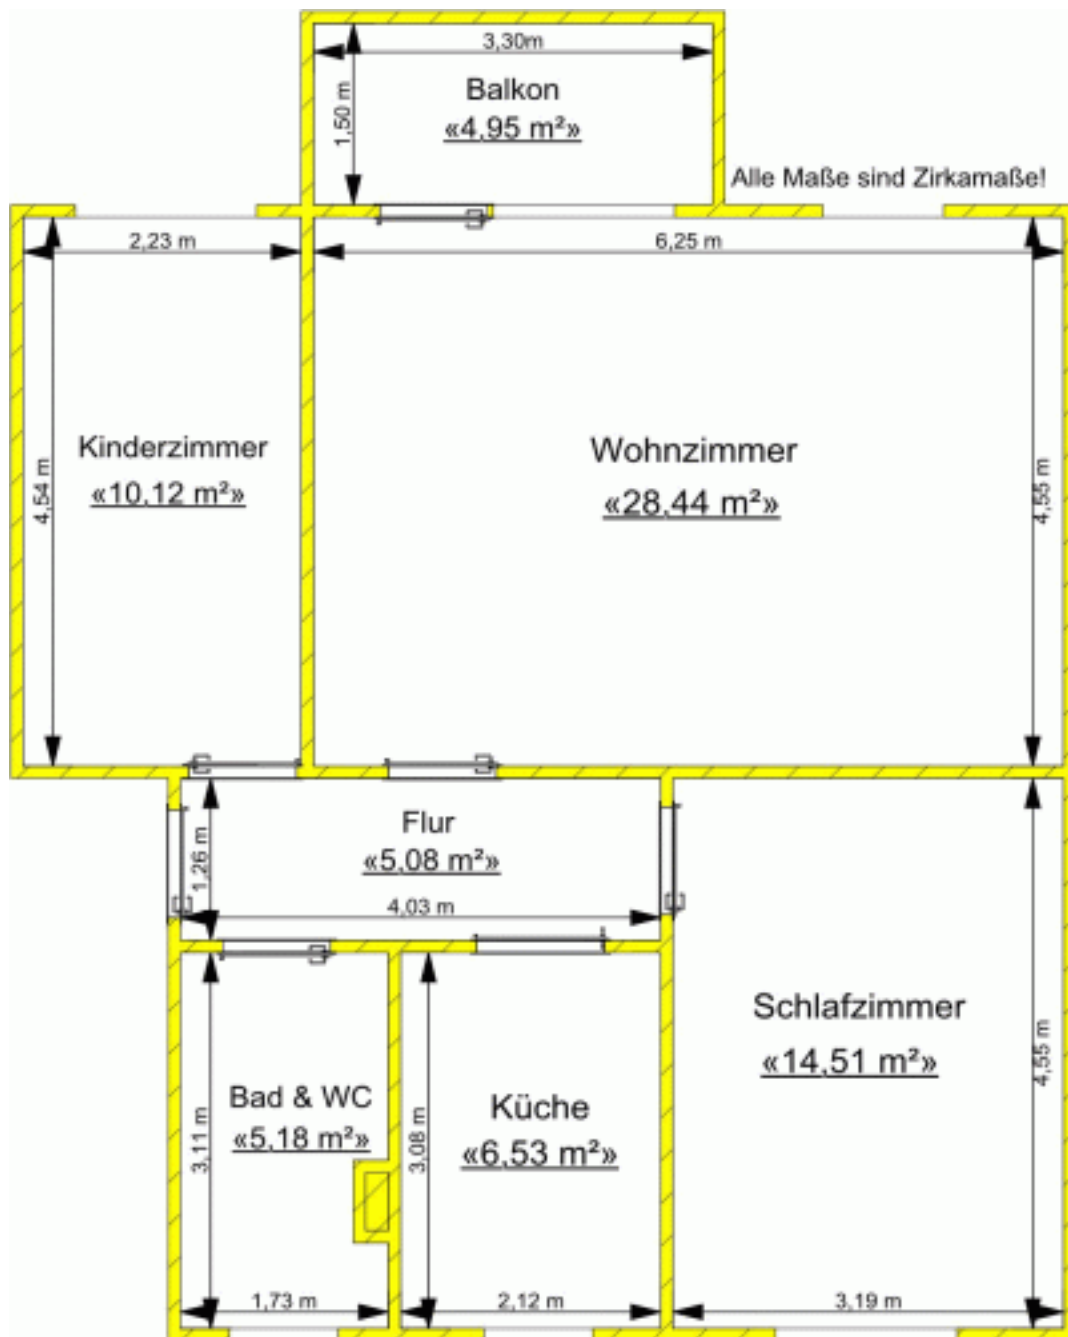 3,30m
1,50 m
Balkon
«4,95 m²»
Alle Maße sind Zirkamaße!
2,23 m
6,25 m
Kinderzimmer
«10,12 m²»
4,54 m
Wohnzimmer
«28,44 m²»
4,55 m
Flur
«5,08 m²»
1,26 m
4,03 m
Schlafzimmer
«14,51 m²»
4,55 m
Bad & WC
«5,18 m²»
3,11 m
Küche
«6,53 m²»
3,08 m
1,73 m
2,12 m
3,19 m